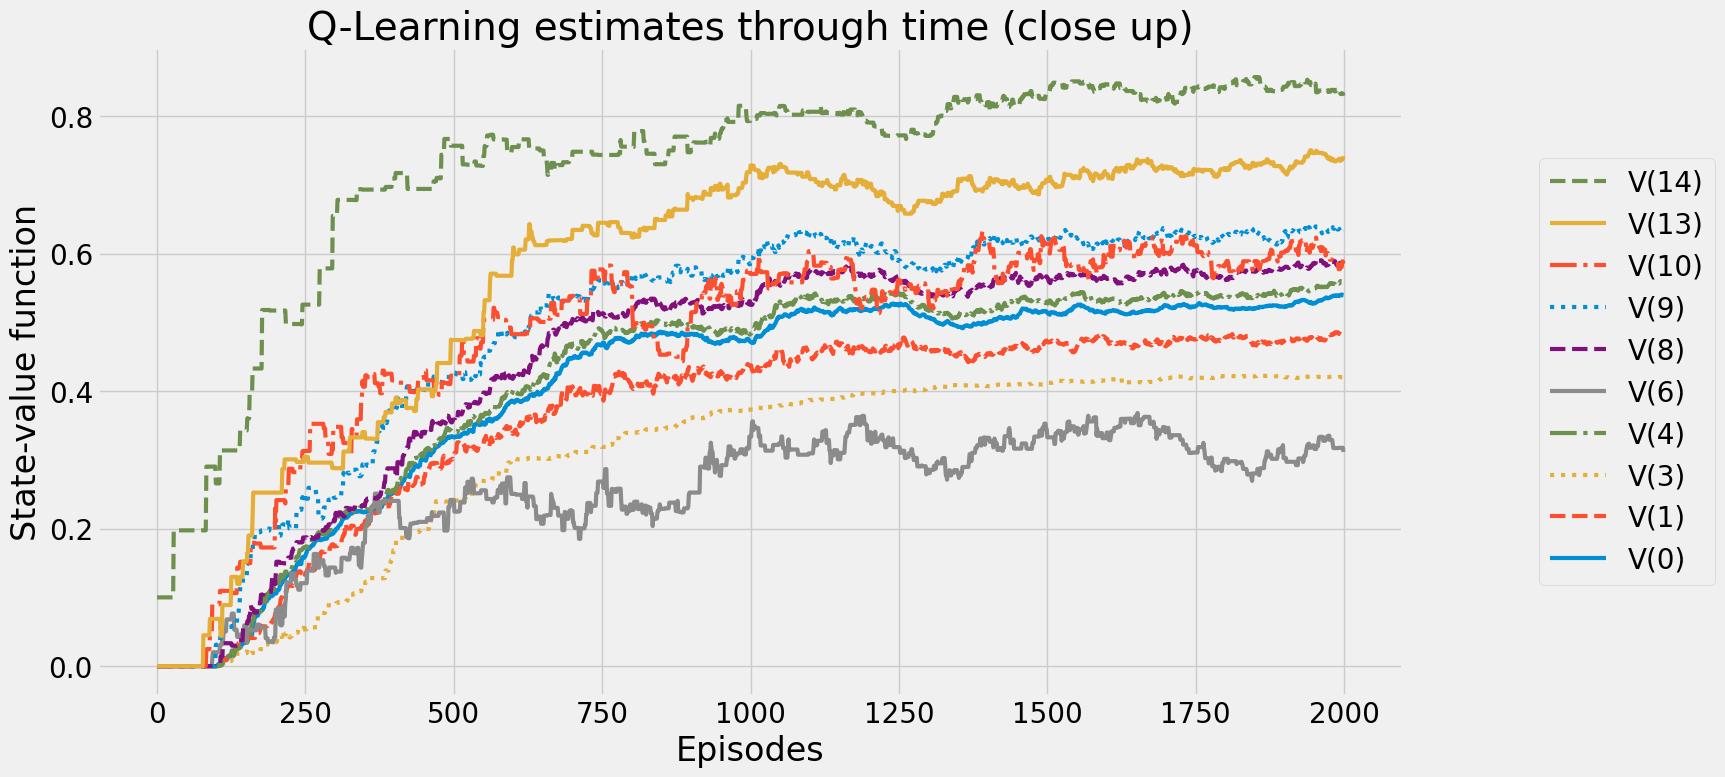 Q-Learning estimates through time (close up)
State-value function
0.8
0.6
0.4
0.2
0.0
0 250 500 750 1000 1250 1500 1750 2000
Episodes
V(14)
V(13)
V(10)
V(9)
V(8)
V(6)
V(4)
V(3)
V(1)
V(0)